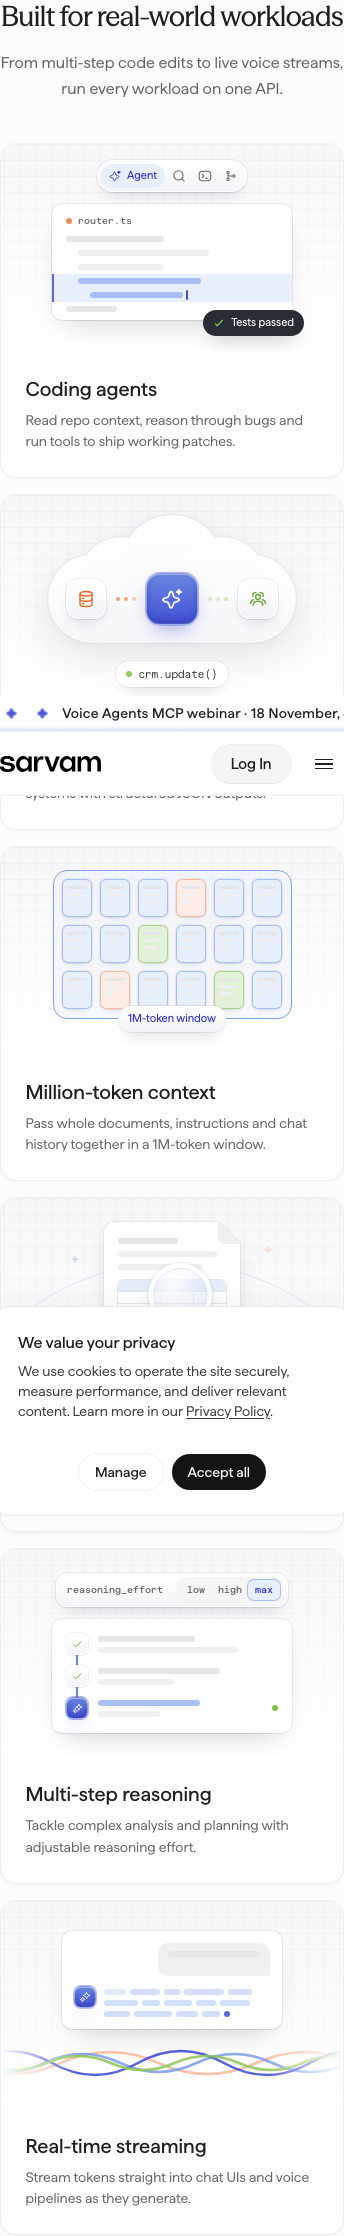 Built for real-world workloads
From multi-step code edits to live voice streams,
run every workload on one API.
Agent
router.ts
Tests passed
Coding agents
Read repo context, reason through bugs and
run tools to ship working patches.
crm.update()
Voice Agents MCP webinar · 18 November,
sarvam
Log In
systems with structured JSON outputs.
1M-token window
Million-token context
Pass whole documents, instructions and chat
history together in a 1M-token window.
We value your privacy
We use cookies to operate the site securely,
measure performance, and deliver relevant
content. Learn more in our Privacy Policy.
Manage
Accept all
reasoning_effort low high max
Multi-step reasoning
Tackle complex analysis and planning with
adjustable reasoning effort.
Real-time streaming
Stream tokens straight into chat UIs and voice
pipelines as they generate.